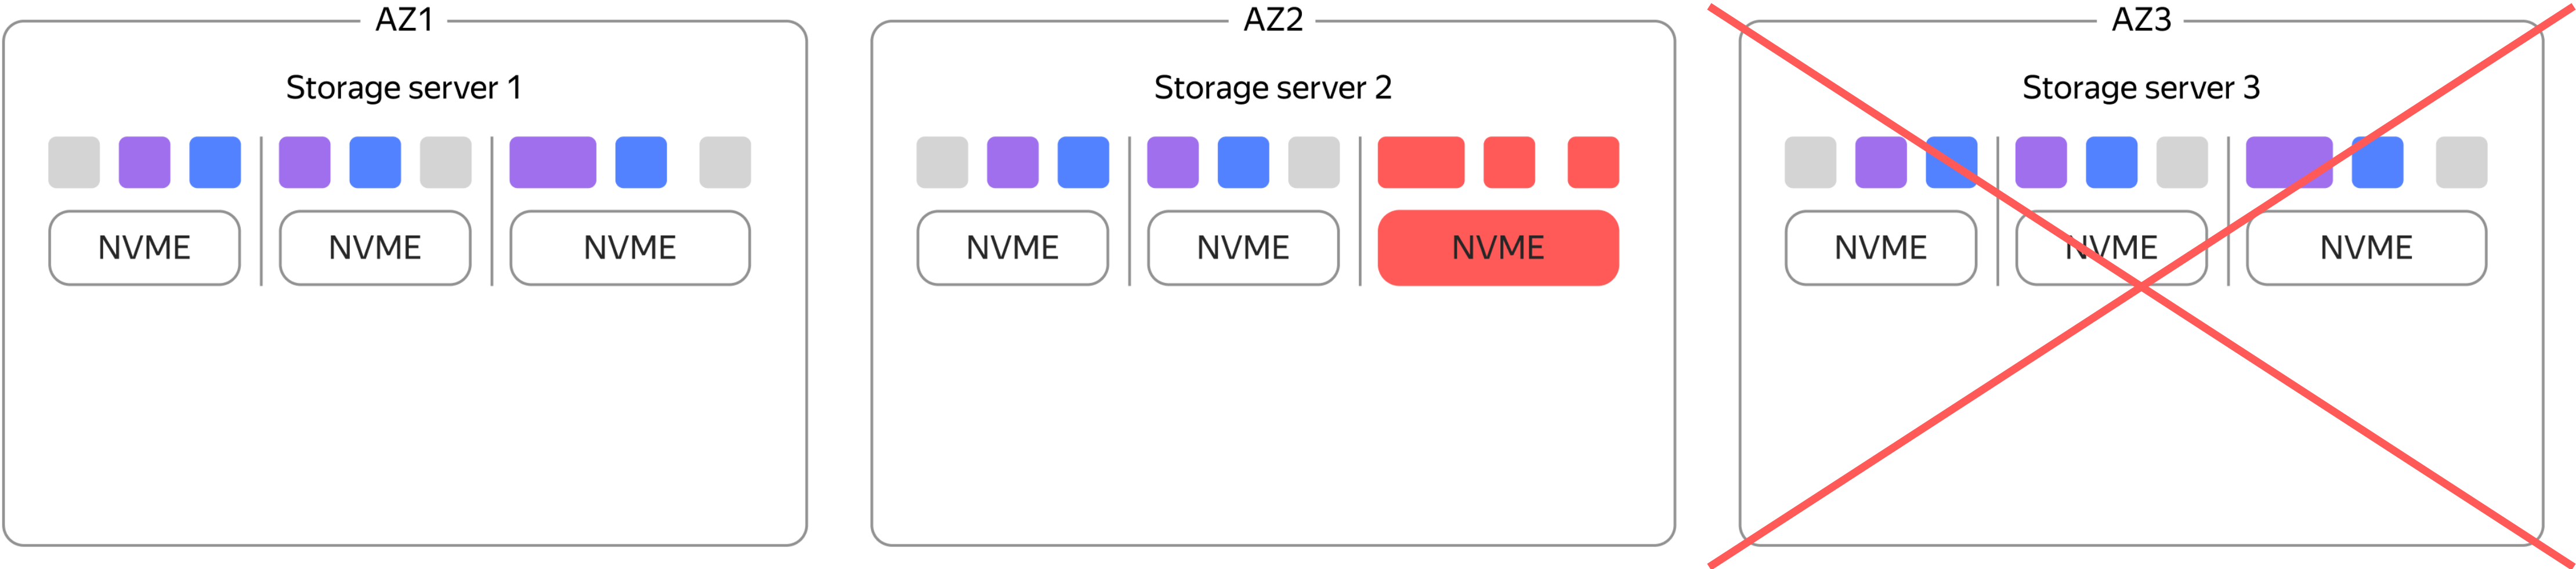 AZ1
Storage server 1
NVME NVME NVME
AZ2
Storage server 2
NVME NVME NVME
AZ3
Storage server 3
NVME NVME NVME